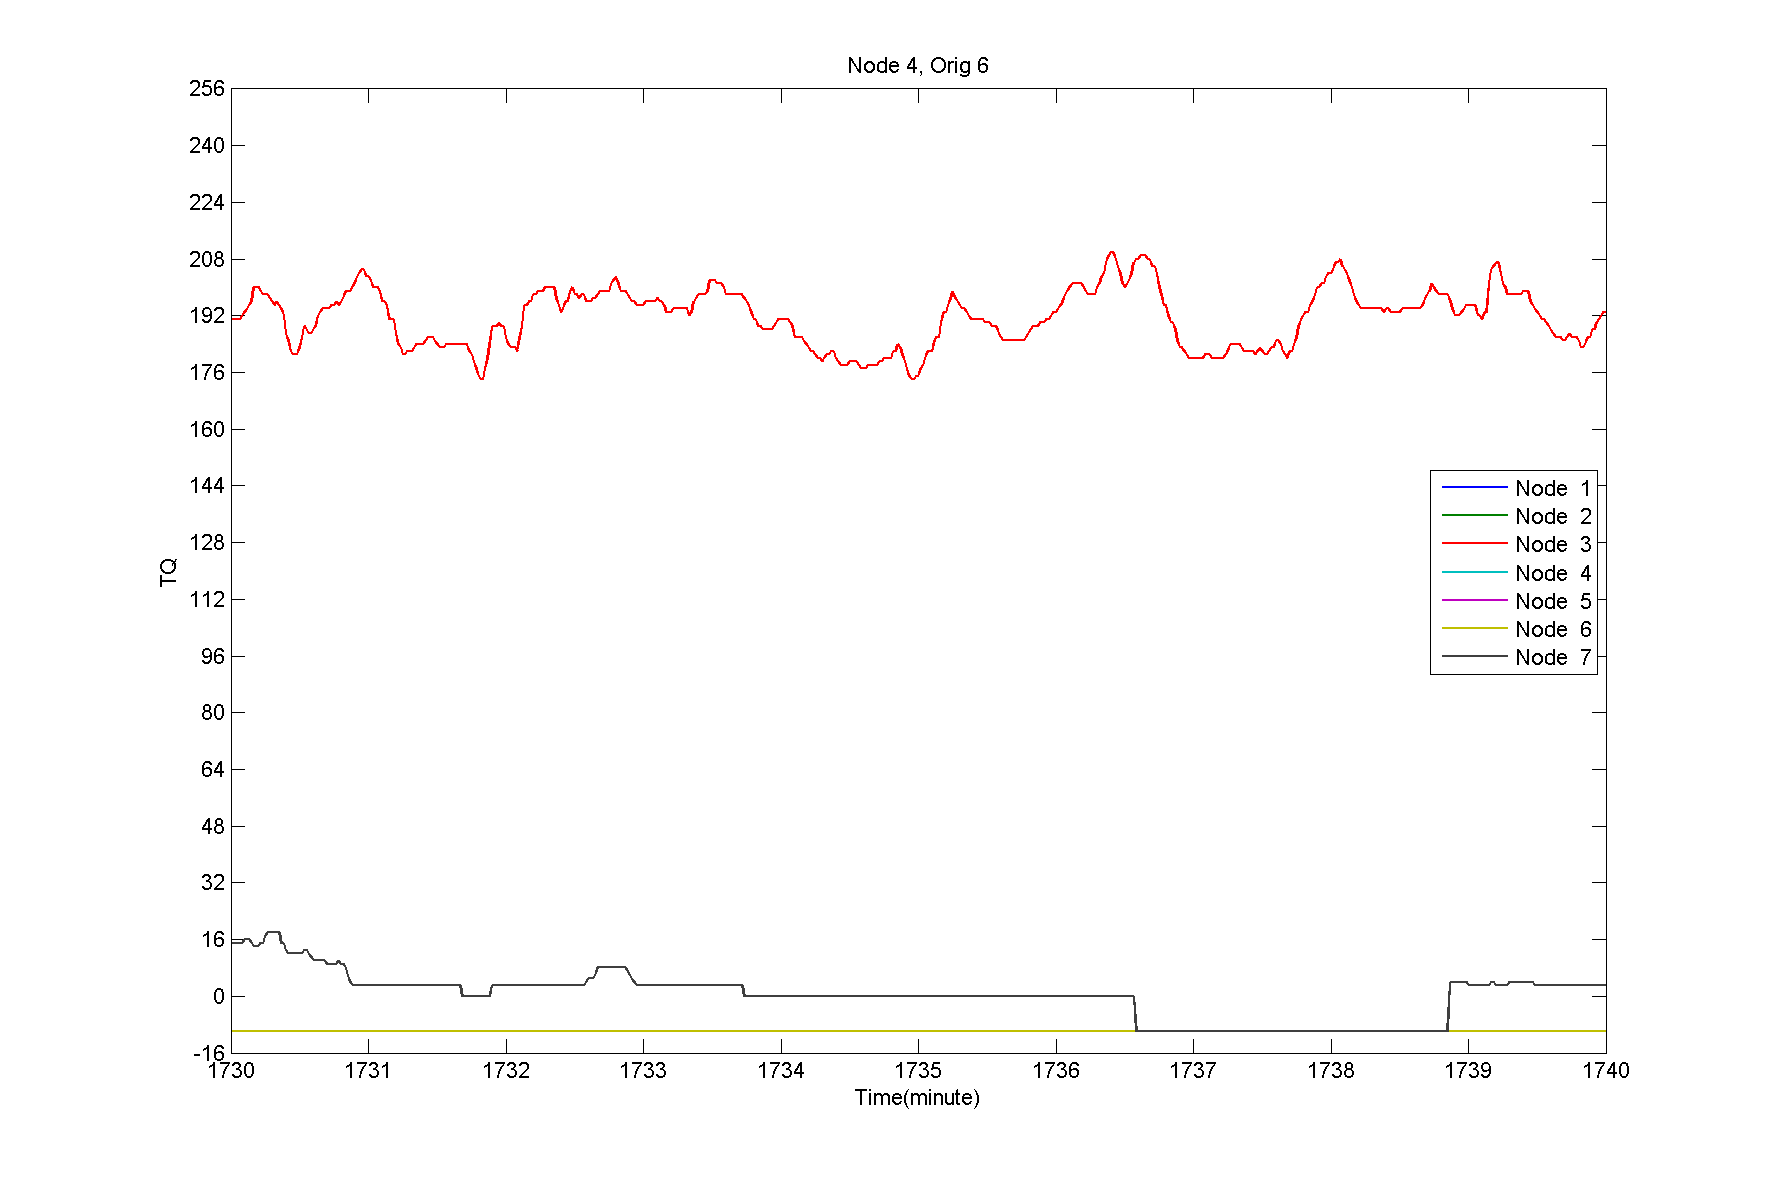 Node 4, Orig 6
256
240
224
208
192
176
160
144
128
112
96
80
64
48
32
16
0
-16
TQ
Node 1
Node 2
Node 3
Node 4
Node 5
Node 6
Node 7
1730 1731 1732 1733 1734 1735 1736 1737 1738 1739 1740
Time(minute)